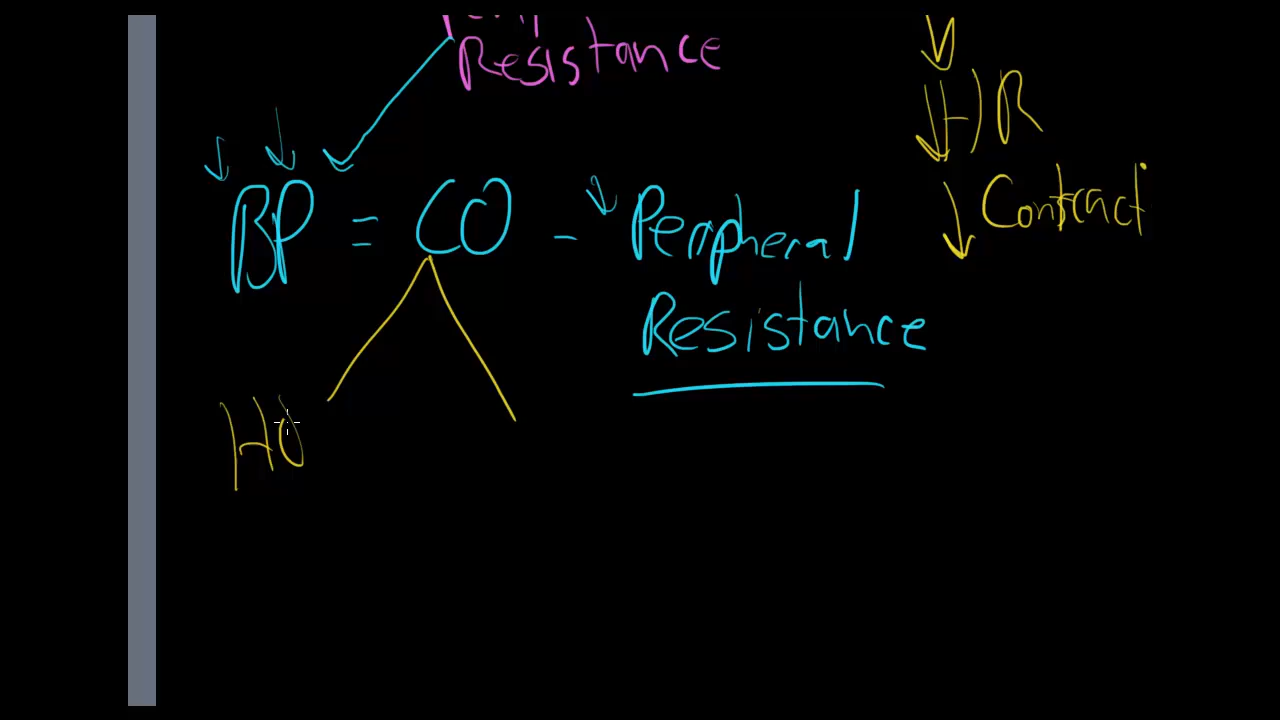 Resistance
↓ HR
↓ Contract
↓ ↓ BP = CO - ↓ Peripheral
Resistance